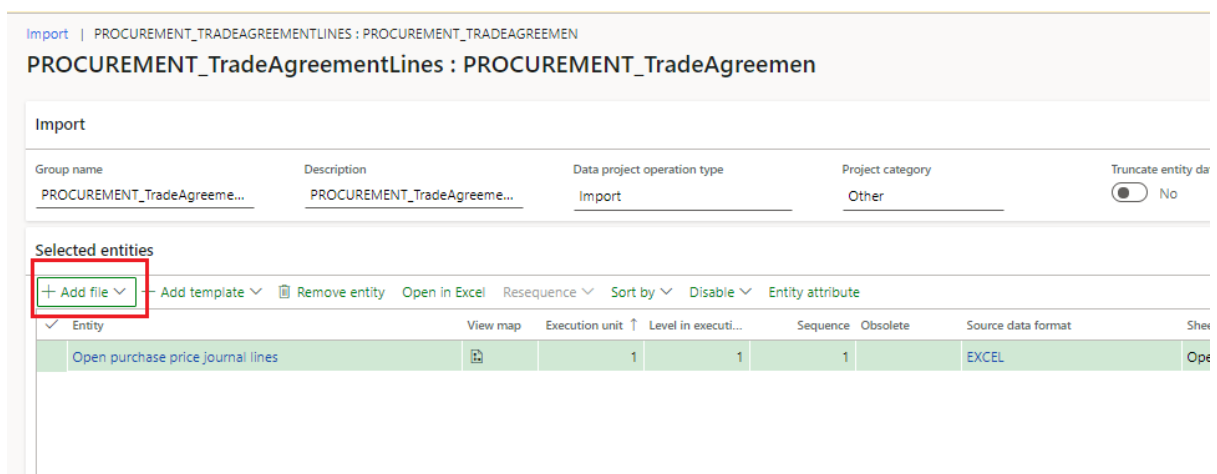 Import | PROCUREMENT_TRADEAGREEMENTLINES : PROCUREMENT_TRADEAGREEMEN
PROCUREMENT_TradeAgreementLines : PROCUREMENT_TradeAgreemen
Import
Group name Description Data project operation type Project category Truncate entity da
PROCUREMENT_TradeAgreeme... PROCUREMENT_TradeAgreeme... Import Other No
Selected entities
+ Add file + Add template Remove entity Open in Excel Resequence Sort by Disable Entity attribute
Entity View map Execution unit ↑ Level in executi... Sequence Obsolete Source data format Shee
Open purchase price journal lines 1 1 1 EXCEL Ope